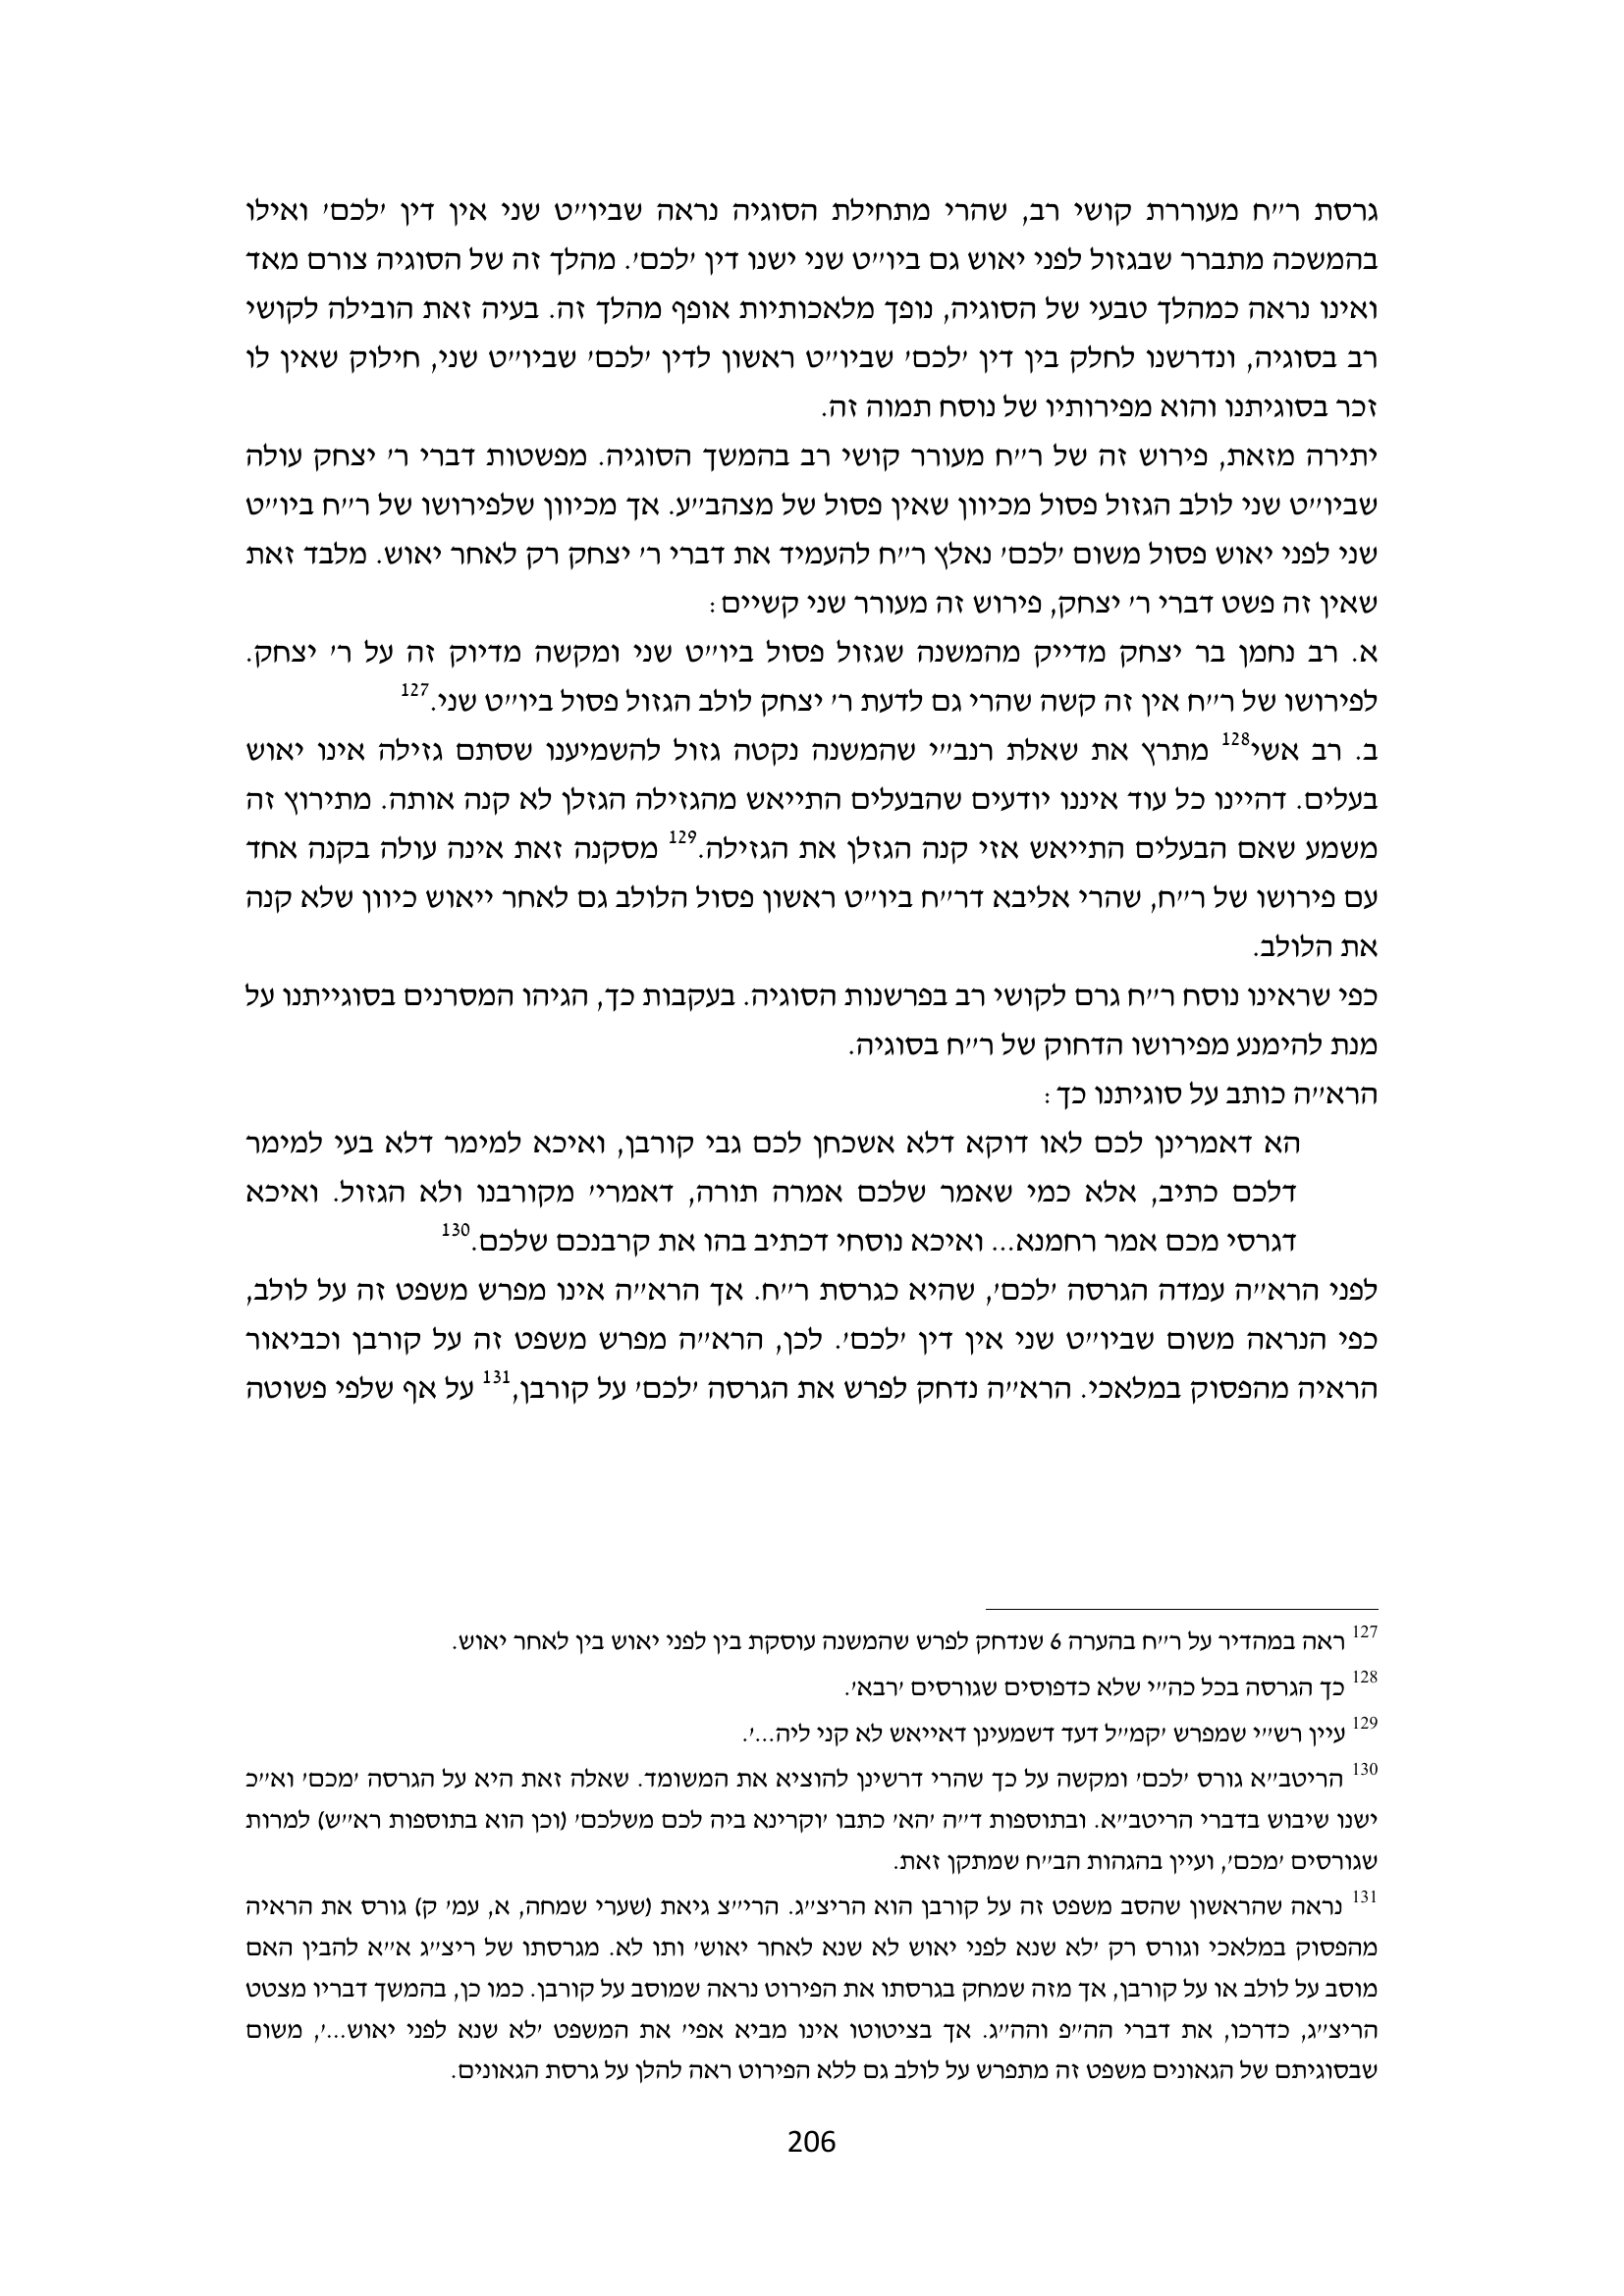 גרסת ר״ח מעוררת קושי רב, שהרי מתחילת הסוגיה נראה שביו״ט שני אין דין ׳לכם׳ ואילו
בהמשכה מתברר שבגזול לפני יאוש גם ביו״ט שני ישנו דין ׳לכם׳. מהלך זה של הסוגיה צורם מאד
ואינו נראה כמהלך טבעי של הסוגיה, נופך מלאכותיות אופף מהלך זה. בעיה זאת הובילה לקושי
רב בסוגיה, ונדרשנו לחלק בין דין ׳לכם׳ שביו״ט ראשון לדין ׳לכם׳ שביו״ט שני, חילוק שאין לו
זכר בסוגיתנו והוא מפירותיו של נוסח תמוה זה.
יתירה מזאת, פירוש זה של ר״ח מעורר קושי רב בהמשך הסוגיה. מפשטות דברי ר׳ יצחק עולה
שביו״ט שני לולב הגזול פסול מכיוון שאין פסול של מצהב״ע. אך מכיוון שלפירושו של ר״ח ביו״ט
שני לפני יאוש פסול משום ׳לכם׳ נאלץ ר״ח להעמיד את דברי ר׳ יצחק רק לאחר יאוש. מלבד זאת
שאין זה פשט דברי ר׳ יצחק, פירוש זה מעורר שני קשיים:
א. רב נחמן בר יצחק מדייק מהמשנה שגזול פסול ביו״ט שני ומקשה מדיוק זה על ר׳ יצחק.
לפירושו של ר״ח אין זה קשה שהרי גם לדעת ר׳ יצחק לולב הגזול פסול ביו״ט שני.127
ב. רב אשי128 מתרץ את שאלת רנב״י שהמשנה נקטה גזול להשמיענו שסתם גזילה אינו יאוש
בעלים. דהיינו כל עוד איננו יודעים שהבעלים התייאש מהגזילה הגזלן לא קנה אותה. מתירוץ זה
משמע שאם הבעלים התייאש אזי קנה הגזלן את הגזילה.129 מסקנה זאת אינה עולה בקנה אחד
עם פירושו של ר״ח, שהרי אליבא דר״ח ביו״ט ראשון פסול הלולב גם לאחר ייאוש כיוון שלא קנה
את הלולב.
כפי שראינו נוסח ר״ח גרם לקושי רב בפרשנות הסוגיה. בעקבות כך, הגיהו המסרנים בסוגייתנו על
מנת להימנע מפירושו הדחוק של ר״ח בסוגיה.
הרא״ה כותב על סוגיתנו כך:
הא דאמרינן לכם לאו דוקא דלא אשכחן לכם גבי קורבן, ואיכא למימר דלא בעי למימר
דלכם כתיב, אלא כמי שאמר שלכם אמרה תורה, דאמרי׳ מקורבנו ולא הגזול. ואיכא
דגרסי מכם אמר רחמנא... ואיכא נוסחי דכתיב בהו את קרבנכם שלכם.130
לפני הרא״ה עמדה הגרסה ׳לכם׳, שהיא כגרסת ר״ח. אך הרא״ה אינו מפרש משפט זה על לולב,
כפי הנראה משום שביו״ט שני אין דין ׳לכם׳. לכן, הרא״ה מפרש משפט זה על קורבן וכביאור
הראיה מהפסוק במלאכי. הרא״ה נדחק לפרש את הגרסה ׳לכם׳ על קורבן,131 על אף שלפי פשוטה
127 ראה במהדיר על ר״ח בהערה 6 שנדחק לפרש שהמשנה עוסקת בין לפני יאוש בין לאחר יאוש.
128 כך הגרסה בכל כה״י שלא כדפוסים שגורסים ׳רבא׳.
129 עיין רש״י שמפרש ׳קמ״ל דעד דשמעינן דאייאש לא קני ליה...׳.
130 הריטב״א גורס ׳לכם׳ ומקשה על כך שהרי דרשינן להוציא את המשומד. שאלה זאת היא על הגרסה ׳מכם׳ וא״כ
ישנו שיבוש בדברי הריטב״א. ובתוספות ד״ה ׳הא׳ כתבו ׳וקרינא ביה לכם משלכם׳ (וכן הוא בתוספות רא״ש) למרות
שגורסים ׳מכם׳, ועיין בהגהות הב״ח שמתקן זאת.
131 נראה שהראשון שהסב משפט זה על קורבן הוא הריצ״ג. הרי״צ גיאת (שערי שמחה, א, עמ׳ ק) גורס את הראיה
מהפסוק במלאכי וגורס רק ׳לא שנא לפני יאוש לא שנא לאחר יאוש׳ ותו לא. מגרסתו של ריצ״ג א״א להבין האם
מוסב על לולב או על קורבן, אך מזה שמחק בגרסתו את הפירוט נראה שמוסב על קורבן. כמו כן, בהמשך דבריו מצטט
הריצ״ג, כדרכו, את דברי הה״פ והה״ג. אך בציטוטו אינו מביא אפי׳ את המשפט ׳לא שנא לפני יאוש...׳, משום
שבסוגיתם של הגאונים משפט זה מתפרש על לולב גם ללא הפירוט ראה להלן על גרסת הגאונים.
206